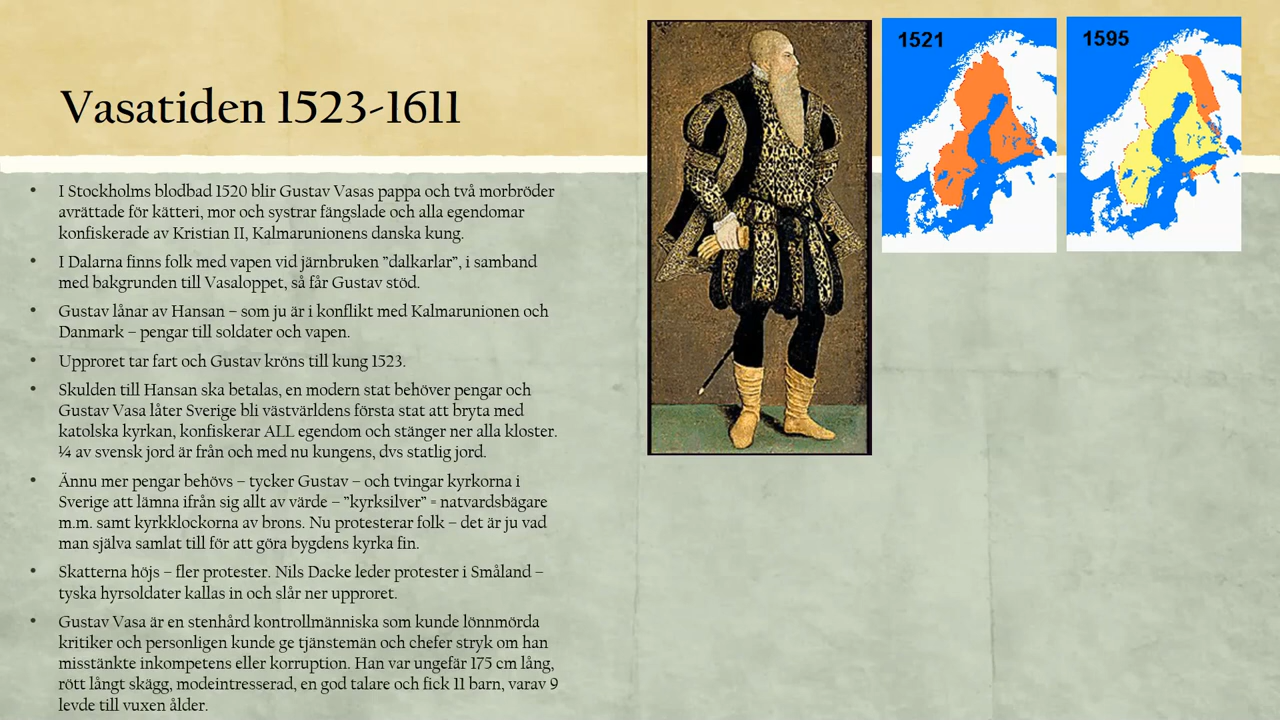 Vasatiden 1523-1611
• I Stockholms blodbad 1520 blir Gustav Vasas pappa och två morbröder
avrättade för kätteri, mor och systrar fängslade och alla egendomar
konfiskerade av Kristian II, Kalmarunionens danska kung.
• I Dalarna finns folk med vapen vid järnbruken ”dalkarlar”, i samband
med bakgrunden till Vasaloppet, så får Gustav stöd.
• Gustav lånar av Hansan – som ju är i konflikt med Kalmarunionen och
Danmark – pengar till soldater och vapen.
• Upproret tar fart och Gustav kröns till kung 1523.
• Skulden till Hansan ska betalas, en modern stat behöver pengar och
Gustav Vasa låter Sverige bli västvärldens första stat att bryta med
katolska kyrkan, konfiskerar ALL egendom och stänger ner alla kloster.
¼ av svensk jord är från och med nu kungens, dvs statlig jord.
• Ännu mer pengar behövs – tycker Gustav – och tvingar kyrkorna i
Sverige att lämna ifrån sig allt av värde – ”kyrksilver” = natvardsbägare
m.m. samt kyrkklockorna av brons. Nu protesterar folk – det är ju vad
man själva samlat till för att göra bygdens kyrka fin.
• Skatterna höjs – fler protester. Nils Dacke leder protester i Småland –
tyska hyrsoldater kallas in och slår ner upproret.
• Gustav Vasa är en stenhård kontrollmänniska som kunde lönnmörda
kritiker och personligen kunde ge tjänstemän och chefer stryk om han
misstänkte inkompetens eller korruption. Han var ungefär 175 cm lång,
rött långt skägg, modeintresserad, en god talare och fick 11 barn, varav 9
levde till vuxen ålder.
1521
1595